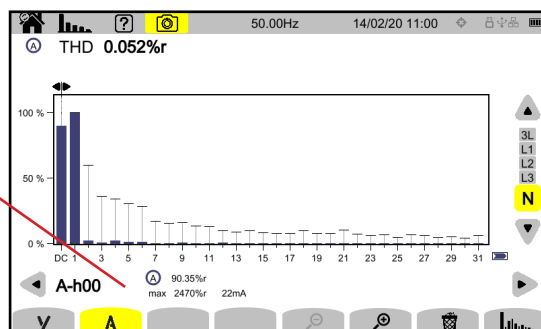 ? 50.00Hz 14/02/20 11:00
A THD 0.052%r
100 %
50 %
0 %
DC 1 3 5 7 9 11 13 15 17 19 21 23 25 27 29 31
3L
L1
L2
L3
N
A-h00 A 90.35%r
max 2470%r 22mA
V A